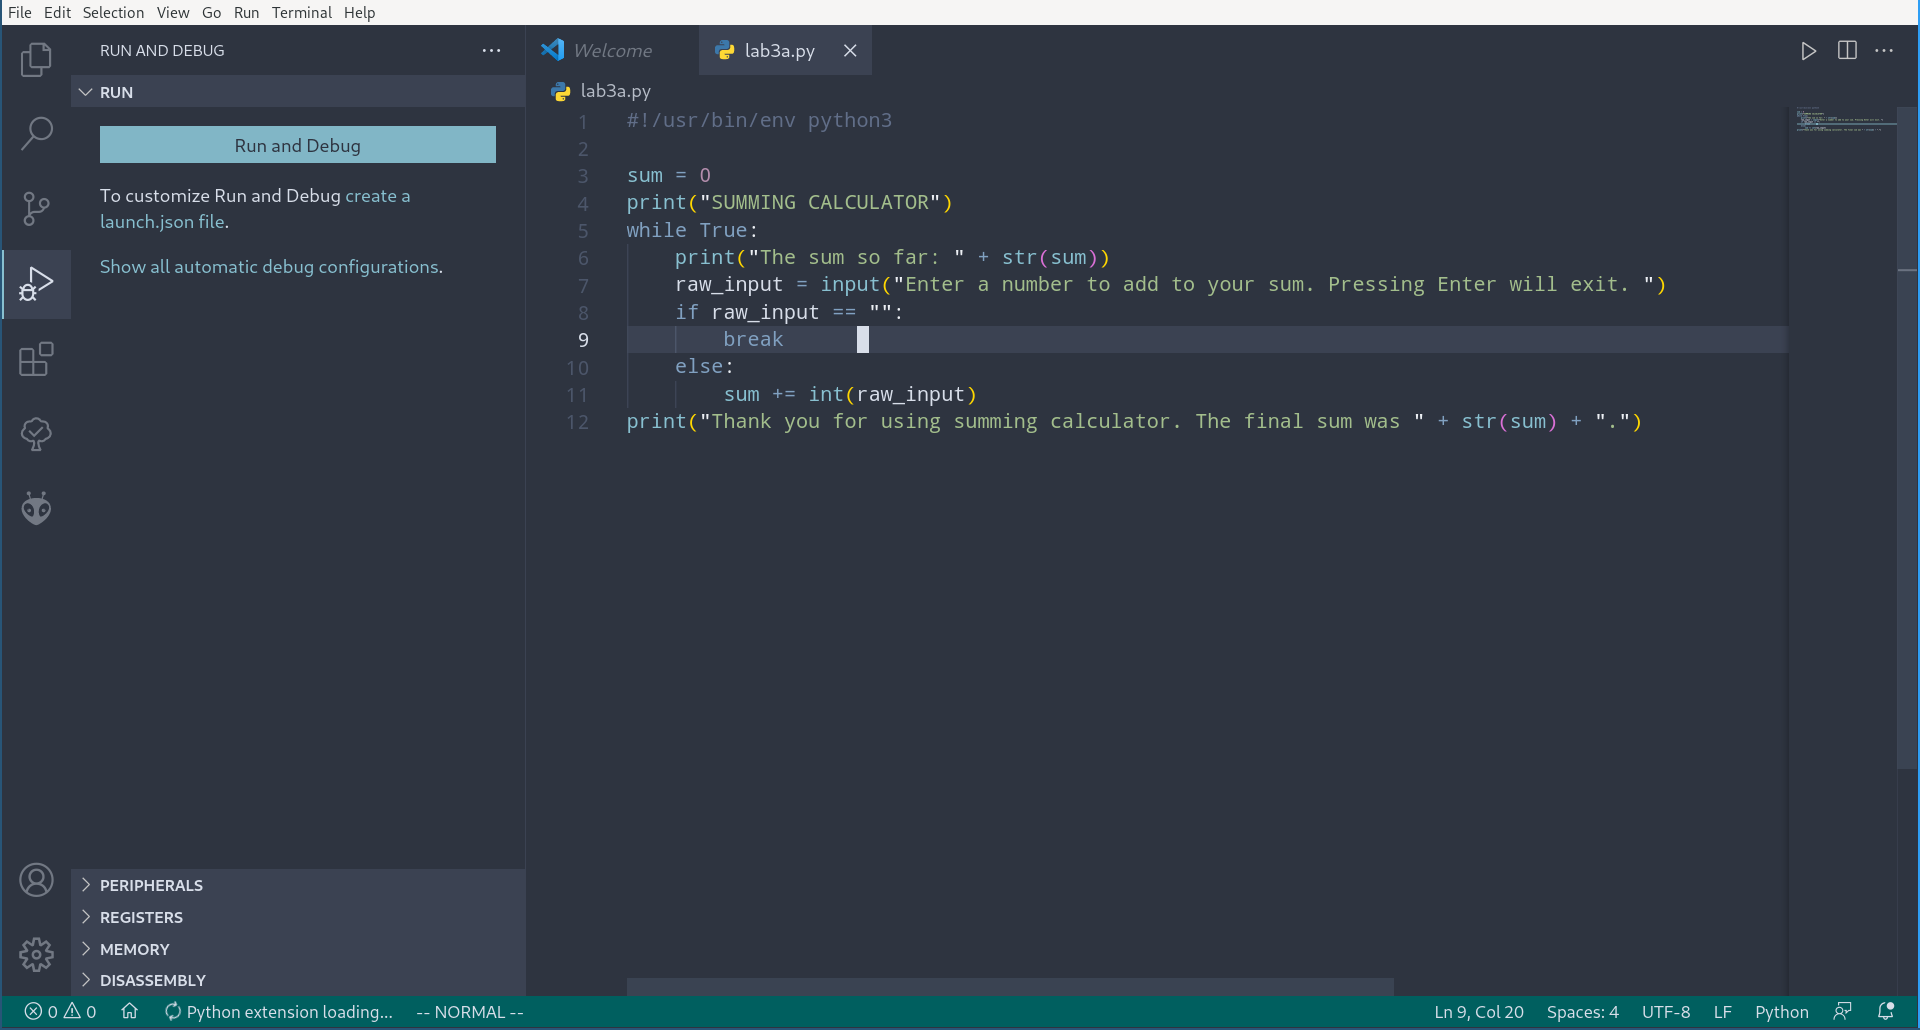 File Edit Selection View Go Run Terminal Help
RUN AND DEBUG
RUN
Run and Debug
To customize Run and Debug create a
launch.json file.
Show all automatic debug configurations.
PERIPHERALS
REGISTERS
MEMORY
DISASSEMBLY
Welcome lab3a.py
lab3a.py
1 #!/usr/bin/env python3
2
3 sum = 0
4 print("SUMMING CALCULATOR")
5 while True:
6     print("The sum so far: " + str(sum))
7     raw_input = input("Enter a number to add to your sum. Pressing Enter will exit. ")
8     if raw_input == "":
9         break
10     else:
11         sum += int(raw_input)
12 print("Thank you for using summing calculator. The final sum was " + str(sum) + ".")
0 0 Python extension loading... -- NORMAL -- Ln 9, Col 20 Spaces: 4 UTF-8 LF Python